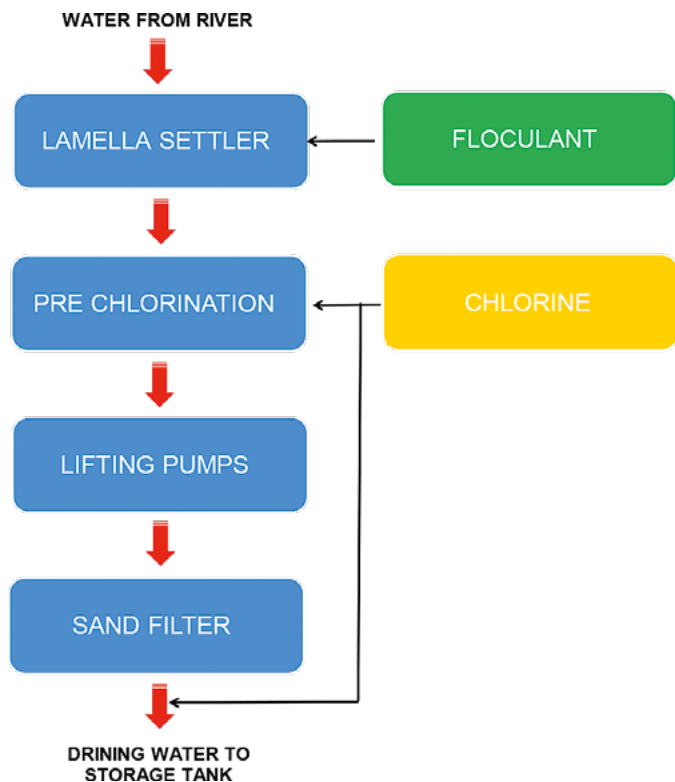 WATER FROM RIVER
LAMELLA SETTLER
FLOCULANT
PRE CHLORINATION
CHLORINE
LIFTING PUMPS
SAND FILTER
DRINING WATER TO
STORAGE TANK